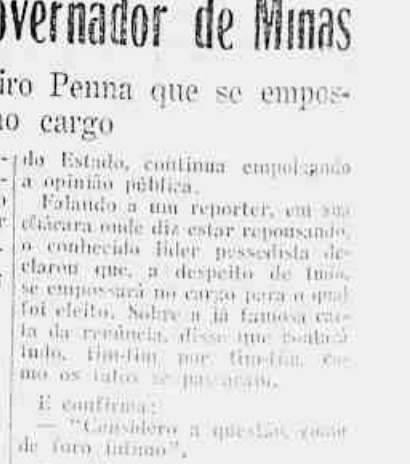 overnador de Minas
iro Penna que se empos-
no cargo
do Estado, continua empolgando
a opinião pública.
Falando a um reporter, em sua
chácara onde diz estar repousando,
o conhecido lider pessedista de-
clarou que, a despeito de tudo,
se empossará no cargo para o qual
foi eleito. Sobre a já famosa car-
ta da renúncia, disse que contará
tudo, tim-tim por tim-tim, co-
mo os fatos se passaram.
E confirma:
— "Considero a questão como
de foro intimo".